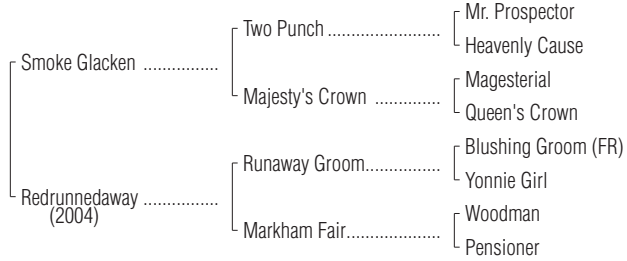 Mr. Prospector
Two Punch ......................
Heavenly Cause
Smoke Glacken ...............
Magesterial
Majesty's Crown .............
Queen's Crown
Blushing Groom (FR)
Runaway Groom...............
Yonnie Girl
Redrunnedaway ...............
(2004)
Woodman
Markham Fair...................
Pensioner